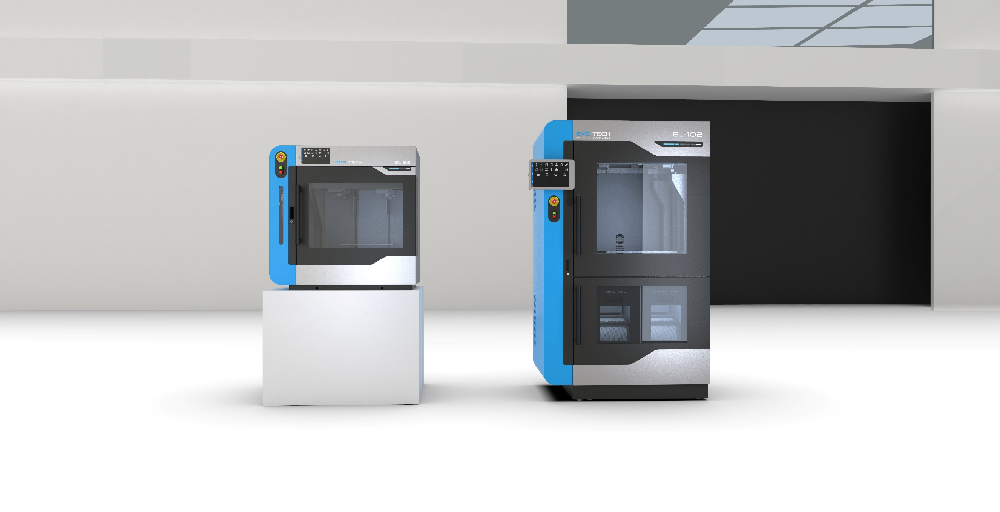 EVO-TECH
EL 28
EVO-TECH
EVOLUTION TECHNOLOGY
EL-102
FILAMENT DRYER
FILAMENT DRYER